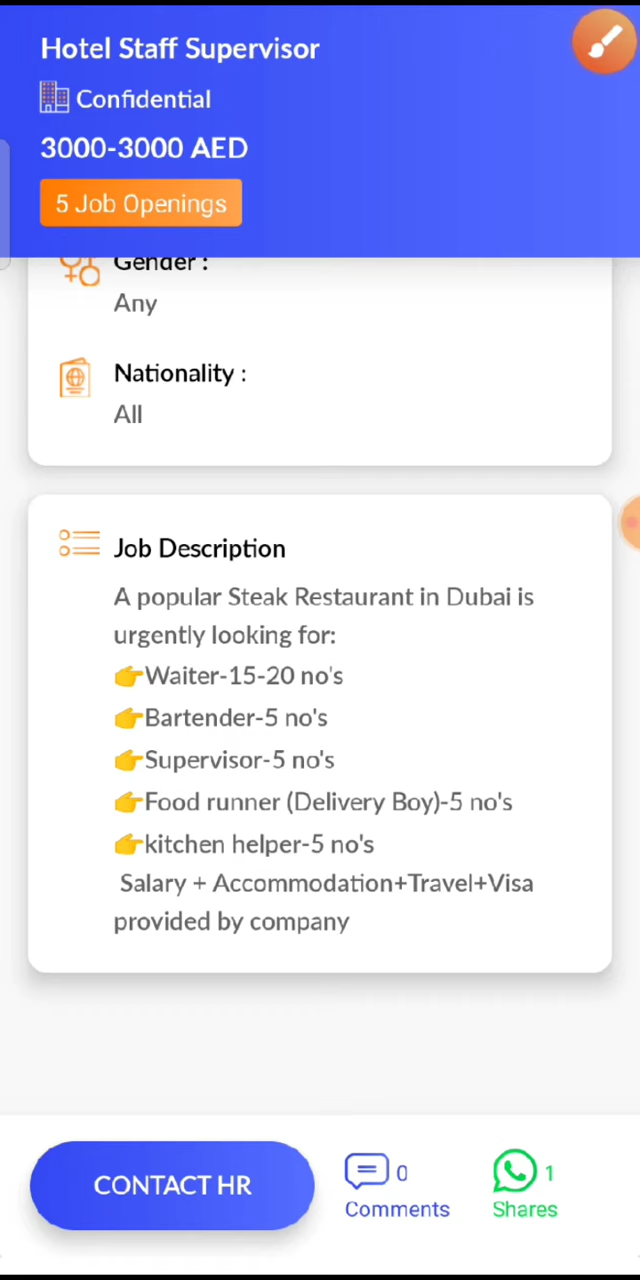 Hotel Staff Supervisor
Confidential
3000-3000 AED
5 Job Openings
Gender :
Any
Nationality :
All
Job Description
A popular Steak Restaurant in Dubai is
urgently looking for:
👉Waiter-15-20 no's
👉Bartender-5 no's
👉Supervisor-5 no's
👉Food runner (Delivery Boy)-5 no's
👉kitchen helper-5 no's
Salary + Accommodation+Travel+Visa
provided by company
CONTACT HR
0
Comments
1
Shares